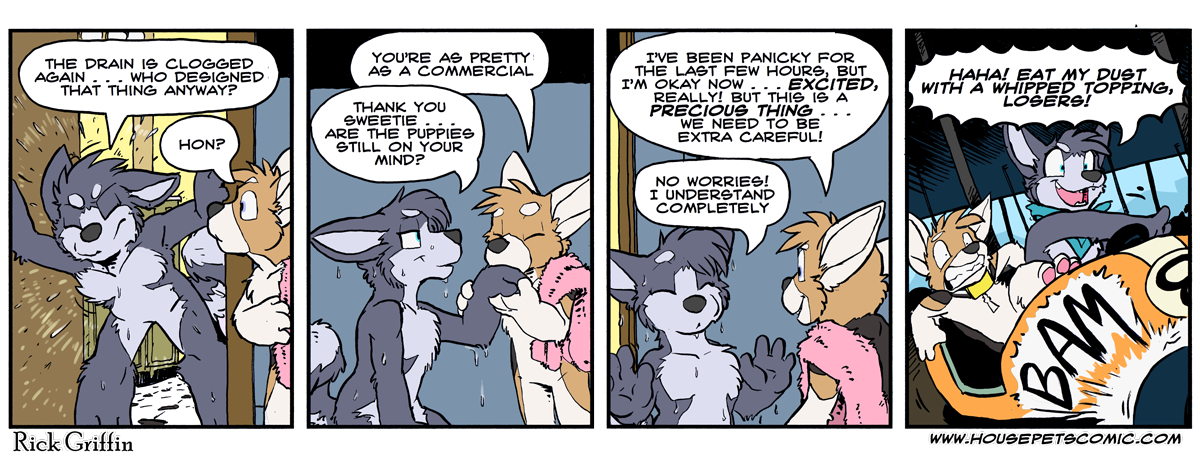 THE DRAIN IS CLOGGED
AGAIN . . . WHO DESIGNED
THAT THING ANYWAY?
HON?
YOU'RE AS PRETTY
AS A COMMERCIAL
THANK YOU
SWEETIE . . .
ARE THE PUPPIES
STILL ON YOUR
MIND?
I'VE BEEN PANICKY FOR
THE LAST FEW HOURS, BUT
I'M OKAY NOW . . . EXCITED,
REALLY! BUT THIS IS A
PRECIOUS THING . . .
WE NEED TO BE
EXTRA CAREFUL!
NO WORRIES!
I UNDERSTAND
COMPLETELY
HAHA! EAT MY DUST
WITH A WHIPPED TOPPING,
LOSERS!
BAM
Rick Griffin
WWW.HOUSEPETSCOMIC.COM